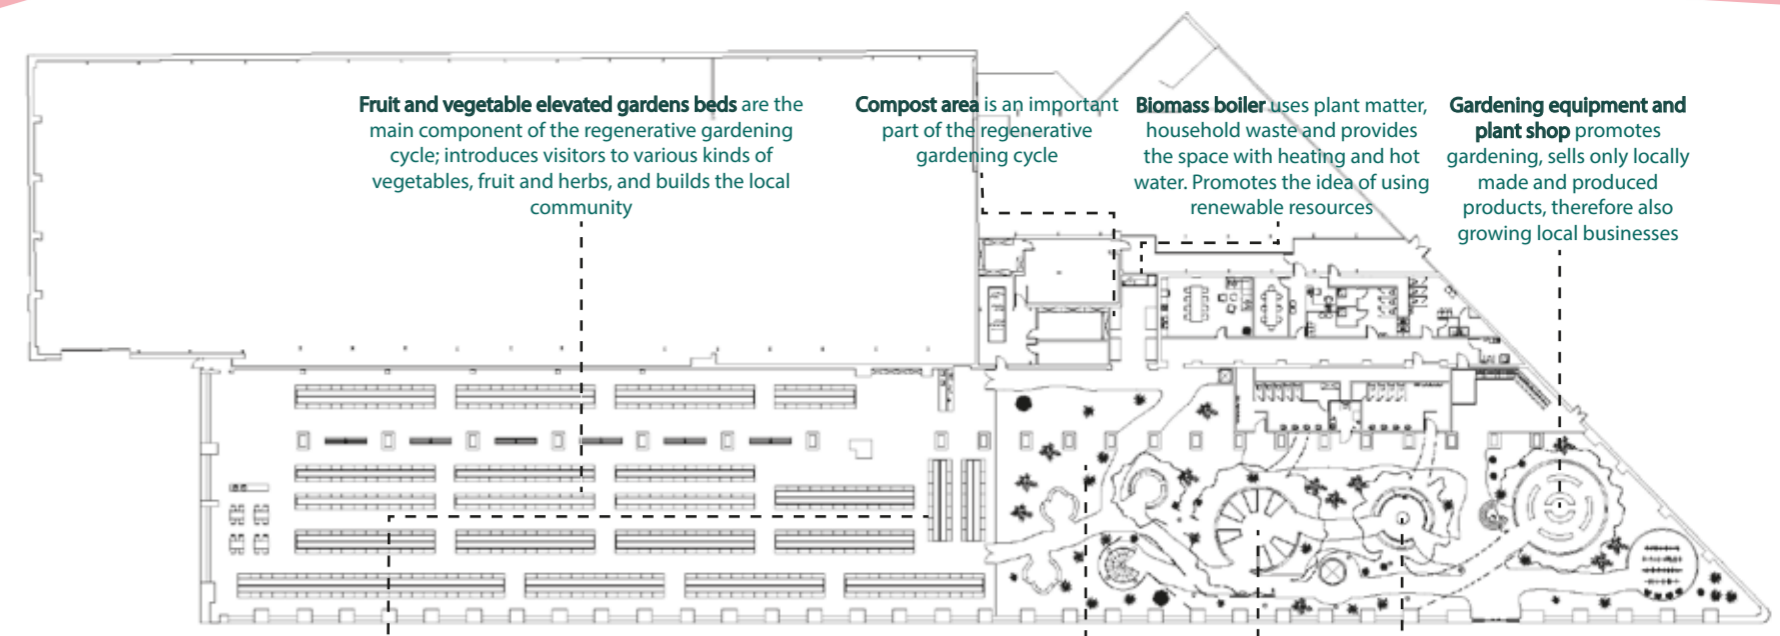 Fruit and vegetable elevated gardens beds are the
main component of the regenerative gardening
cycle; introduces visitors to various kinds of
vegetables, fruit and herbs, and builds the local
community
Compost area is an important
part of the regenerative
gardening cycle
Biomass boiler uses plant matter,
household waste and provides
the space with heating and hot
water. Promotes the idea of using
renewable resources
Gardening equipment and
plant shop promotes
gardening, sells only locally
made and produced
products, therefore also
growing local businesses